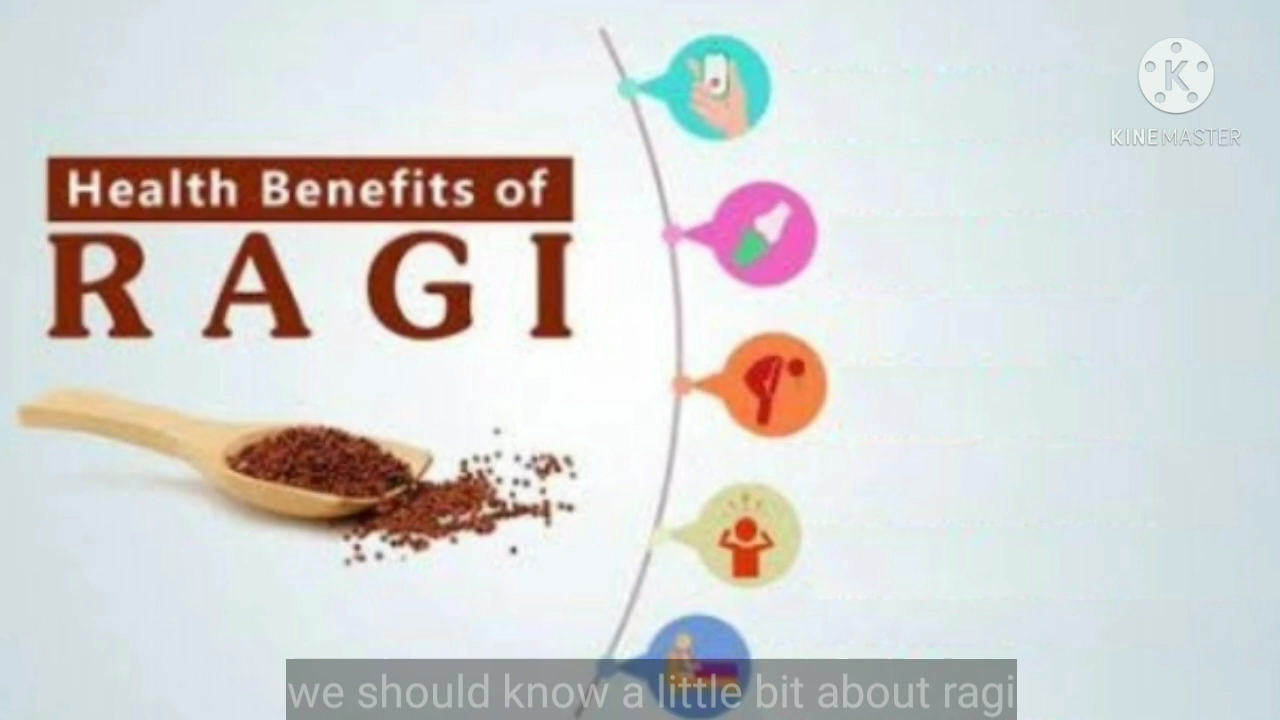 Health Benefits of
RAGI
K
KINEMASTER
we should know a little bit about ragi